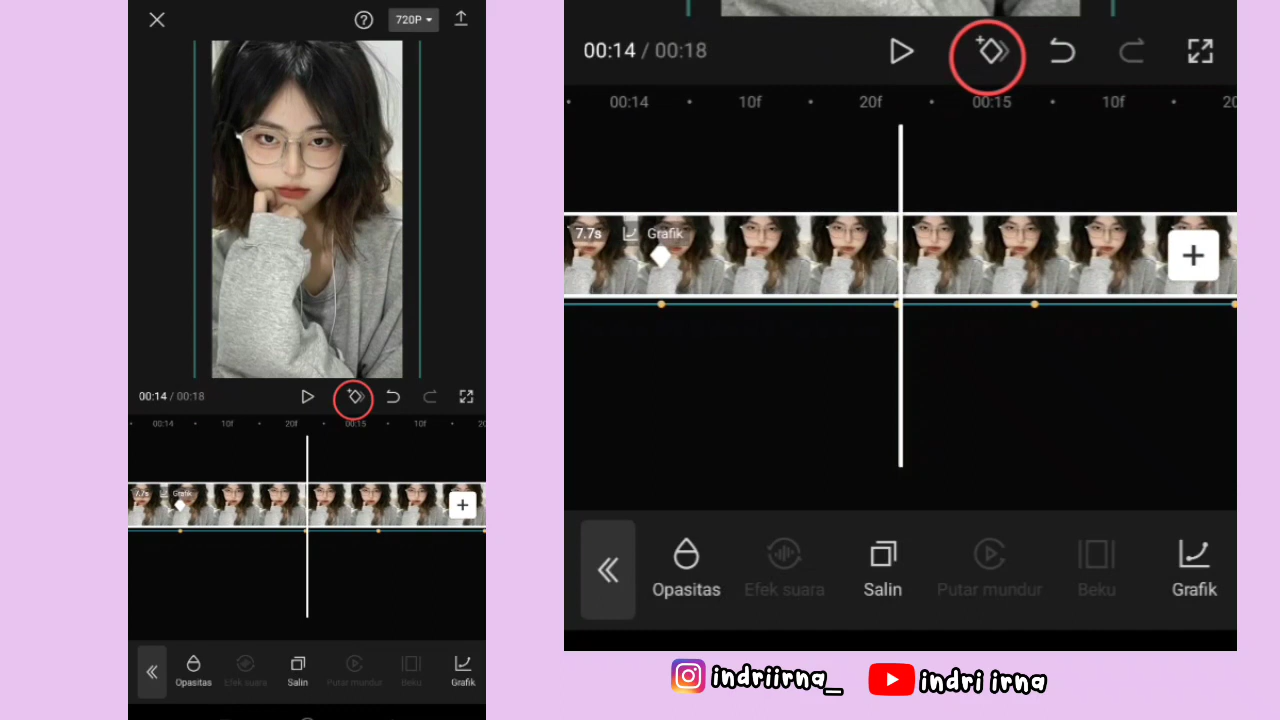 720P
00:14 / 00:18
00:14 10f 20f 00:15 10f 20
7.7s Grafik
Opasitas Efek suara Salin Putar mundur Beku Grafik
00:14 / 00:18
00:14 10f 20f 00:15 10f 20
7.7s Grafik
Opasitas Efek suara Salin Putar mundur Beku Grafik
indriirna_ indri irna